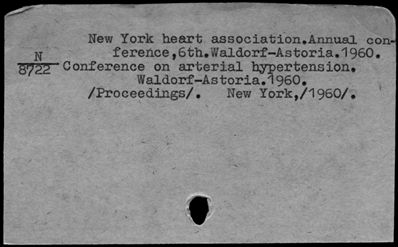 New York heart association.Annual con-
ference,6th.Waldorf-Astoria.1960.
N
8722
Conference on arterial hypertension.
Waldorf-Astoria.1960.
/Proceedings/. New York,/1960/.